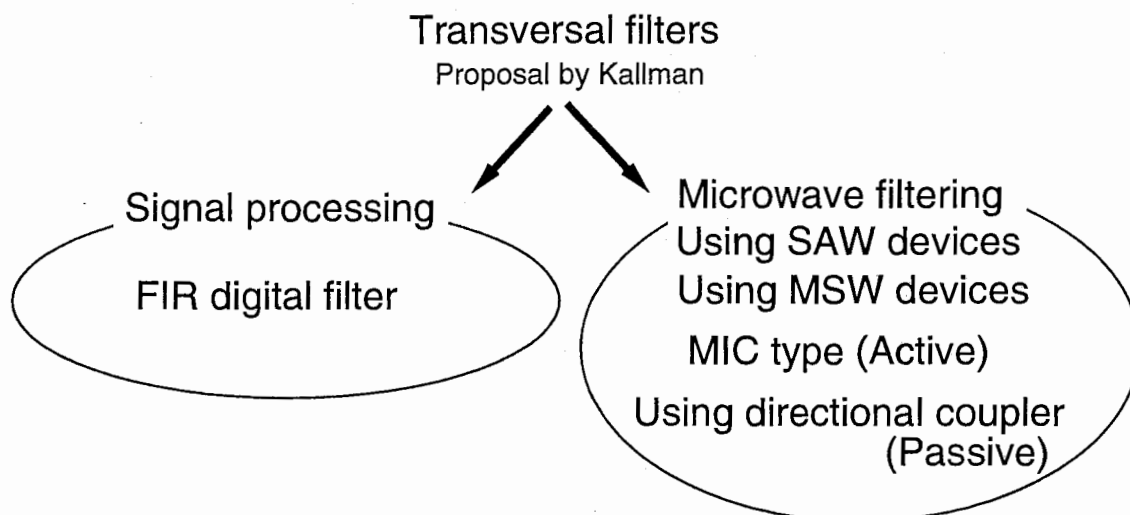 Transversal filters
Proposal by Kallman
Signal processing
FIR digital filter
Microwave filtering
Using SAW devices
Using MSW devices
MIC type (Active)
Using directional coupler
(Passive)